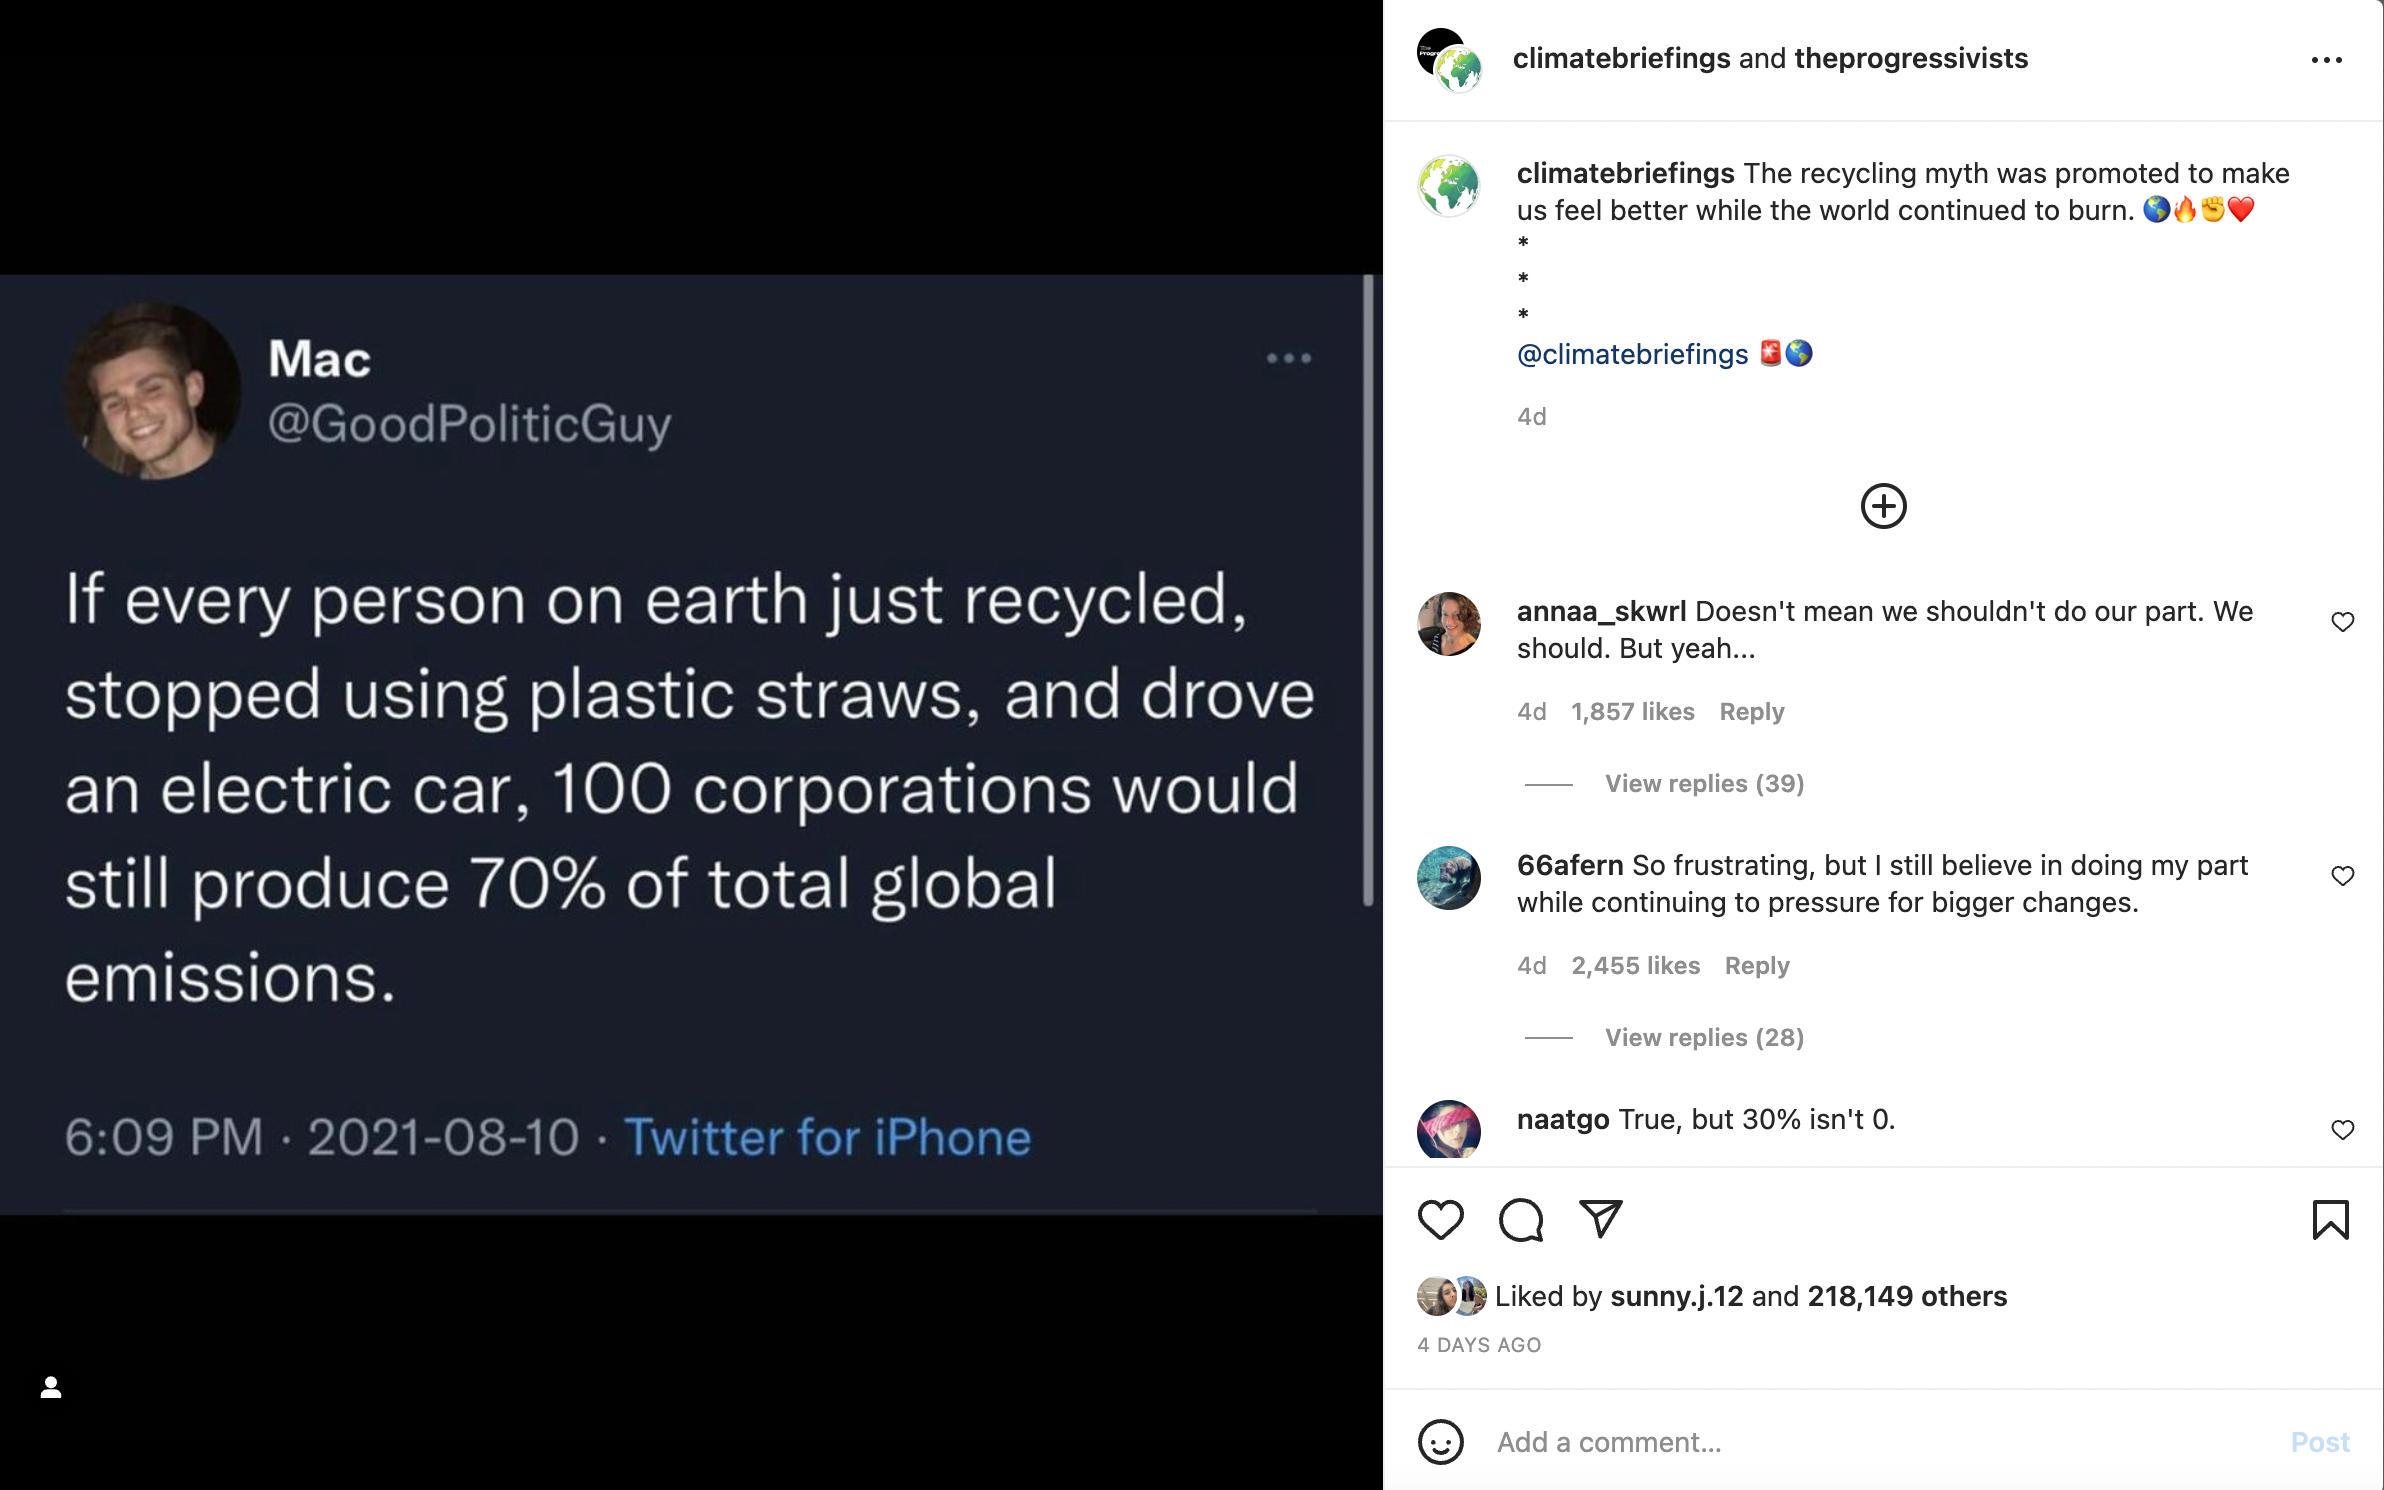 Mac
@GoodPoliticGuy
If every person on earth just recycled,
stopped using plastic straws, and drove
an electric car, 100 corporations would
still produce 70% of total global
emissions.
6:09 PM · 2021-08-10 · Twitter for iPhone
climatebriefings and theprogressivists
climatebriefings The recycling myth was promoted to make
us feel better while the world continued to burn. 🌎🔥✊❤️
*
*
*
@climatebriefings 🚨🌎
4d
annaa_skwrl Doesn't mean we shouldn't do our part. We
should. But yeah...
4d 1,857 likes Reply
View replies (39)
66afern So frustrating, but I still believe in doing my part
while continuing to pressure for bigger changes.
4d 2,455 likes Reply
View replies (28)
naatgo True, but 30% isn't 0.
Liked by sunny.j.12 and 218,149 others
4 DAYS AGO
Add a comment...
Post